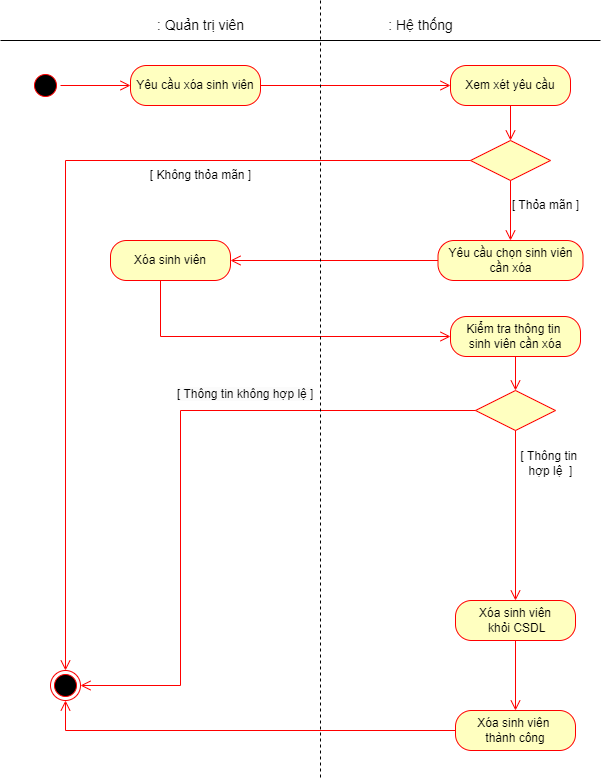 : Quản trị viên
: Hệ thống
Yêu cầu xóa sinh viên
Xem xét yêu cầu
[ Không thỏa mãn ]
[ Thỏa mãn ]
Xóa sinh viên
Yêu cầu chọn sinh viên
cần xóa
Kiểm tra thông tin
sinh viên cần xóa
[ Thông tin không hợp lệ ]
[ Thông tin
hợp lệ ]
Xóa sinh viên
khỏi CSDL
Xóa sinh viên
thành công